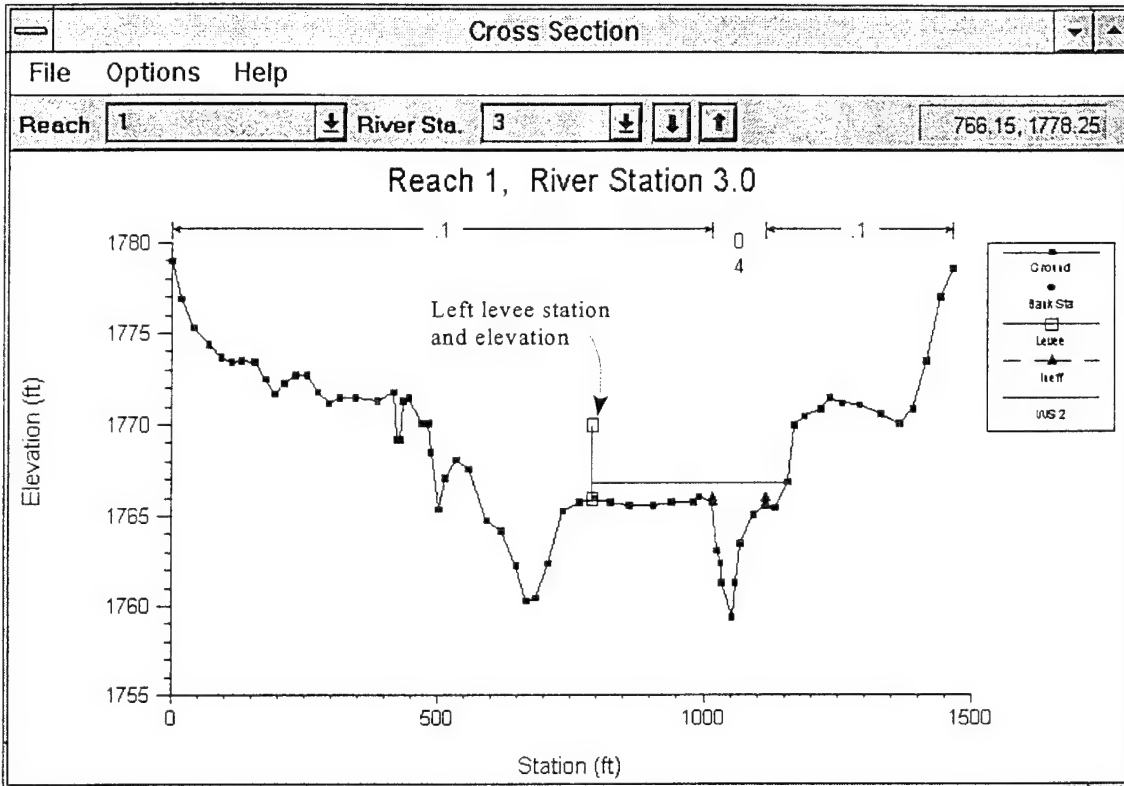 Cross Section
File Options Help
Reach 1 River Sta. 3 766.15, 1778.25
Reach 1, River Station 3.0
.1 .1
0
4
1780
1775
1770
1765
1760
1755
Elevation (ft)
Left levee station
and elevation
Ground
Bank Sta
Levee
Ineff
WS 2
0 500 1000 1500
Station (ft)